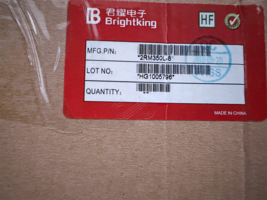 君耀电子
Brightking
HF
MFG.P/N:
*2RM350L-8*
LOT NO:
*HG1005796*
QUANTITY:
MADE IN CHINA